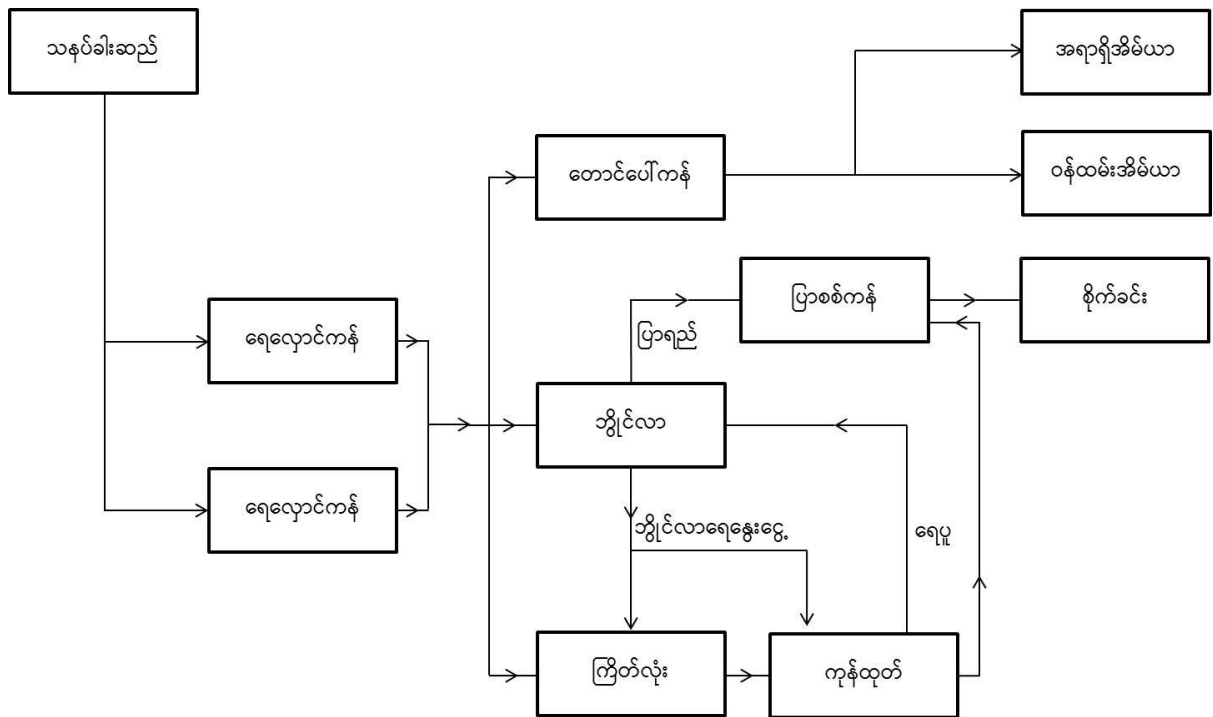 သနပ်ခါးဆည်
အရာရှိအိမ်ယာ
တောင်ပေါ်ကန်
ဝန်ထမ်းအိမ်ယာ
ပြာစစ်ကန်
စိုက်ခင်း
ရေလှောင်ကန်
ပြာရည်
ဘွိုင်လာ
ရေလှောင်ကန်
ဘွိုင်လာရေနွေးငွေ့
ရေပူ
ကြိတ်လုံး
ကုန်ထုတ်